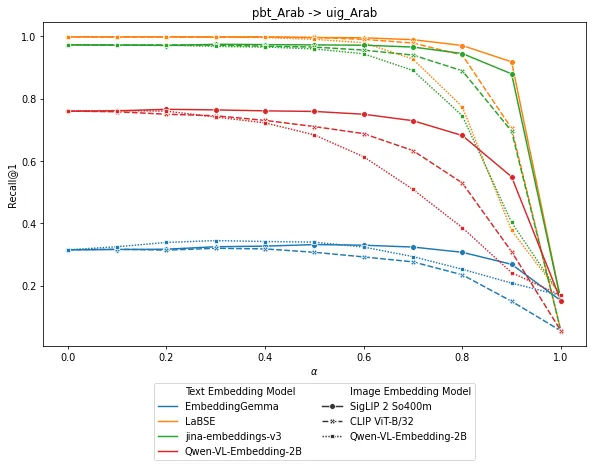 pbt_Arab -> uig_Arab
Recall@1
1.0
0.8
0.6
0.4
0.2
0.0 0.2 0.4 0.6 0.8 1.0
α
Text Embedding Model
EmbeddingGemma
LaBSE
jina-embeddings-v3
Qwen-VL-Embedding-2B
Image Embedding Model
SigLIP 2 So400m
CLIP ViT-B/32
Qwen-VL-Embedding-2B